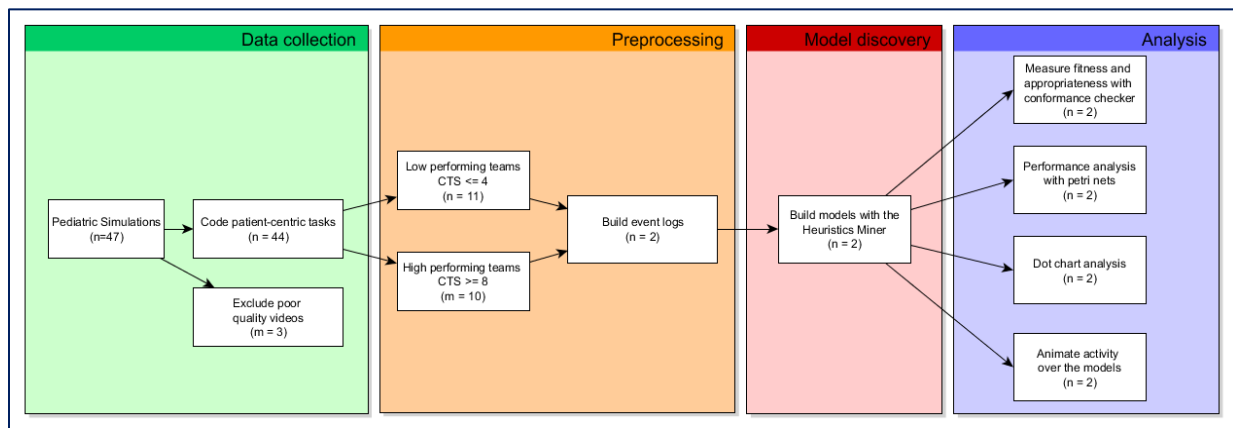 Data collection
Pediatric Simulations
(n=47)
Code patient-centric tasks
(n = 44)
Exclude poor
quality videos
(m = 3)
Preprocessing
Low performing teams
CTS <= 4
(n = 11)
High performing teams
CTS >= 8
(m = 10)
Build event logs
(n = 2)
Model discovery
Build models with the
Heuristics Miner
(n = 2)
Analysis
Measure fitness and
appropriateness with
conformance checker
(n = 2)
Performance analysis
with petri nets
(n = 2)
Dot chart analysis
(n = 2)
Animate activity
over the models
(n = 2)